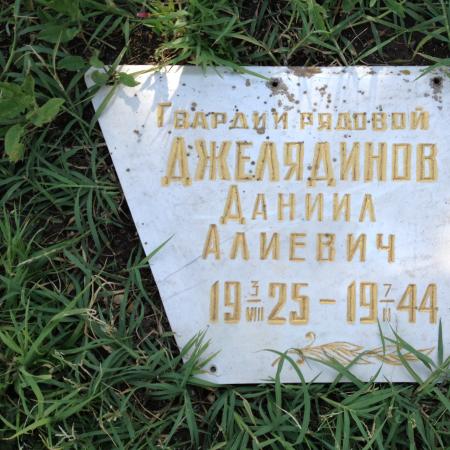 Гвардии рядовой
ДЖЕЛЯДИНОВ
ДАНИИЛ
АЛИЕВИЧ
19 3/VIII 25 - 19 7/II 44